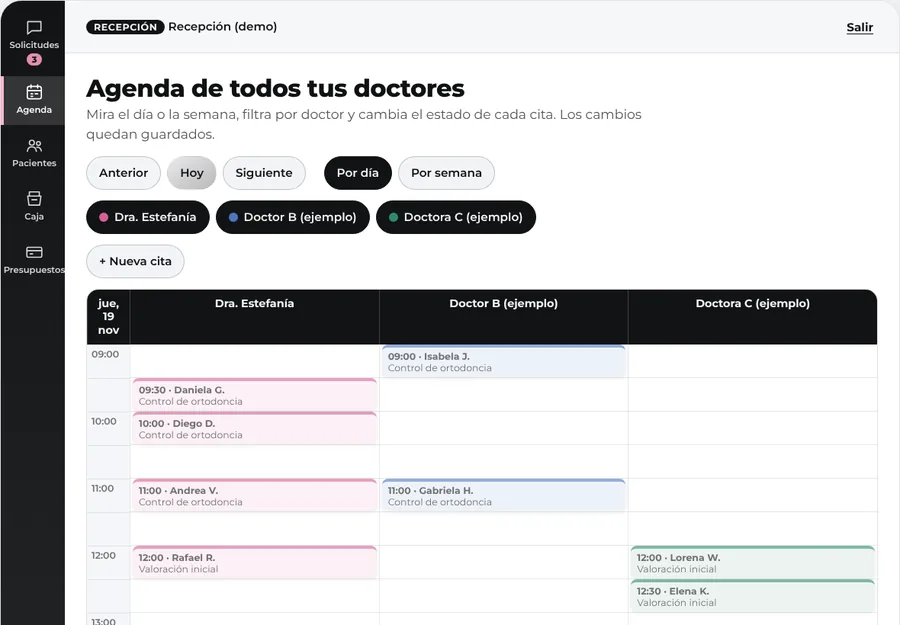 Solicitudes
3
Agenda
Pacientes
Caja
Presupuestos
RECEPCIÓN Recepción (demo)
Salir
Agenda de todos tus doctores
Mira el día o la semana, filtra por doctor y cambia el estado de cada cita. Los cambios
quedan guardados.
Anterior Hoy Siguiente Por día Por semana
Dra. Estefanía Doctor B (ejemplo) Doctora C (ejemplo)
+ Nueva cita
jue,
19
nov
Dra. Estefanía Doctor B (ejemplo) Doctora C (ejemplo)
09:00
09:00 · Isabela J.
Control de ortodoncia
09:30 · Daniela G.
Control de ortodoncia
10:00
10:00 · Diego D.
Control de ortodoncia
11:00
11:00 · Andrea V.
Control de ortodoncia
11:00 · Gabriela H.
Control de ortodoncia
12:00
12:00 · Rafael R.
Valoración inicial
12:00 · Lorena W.
Valoración inicial
12:30 · Elena K.
Valoración inicial
13:00